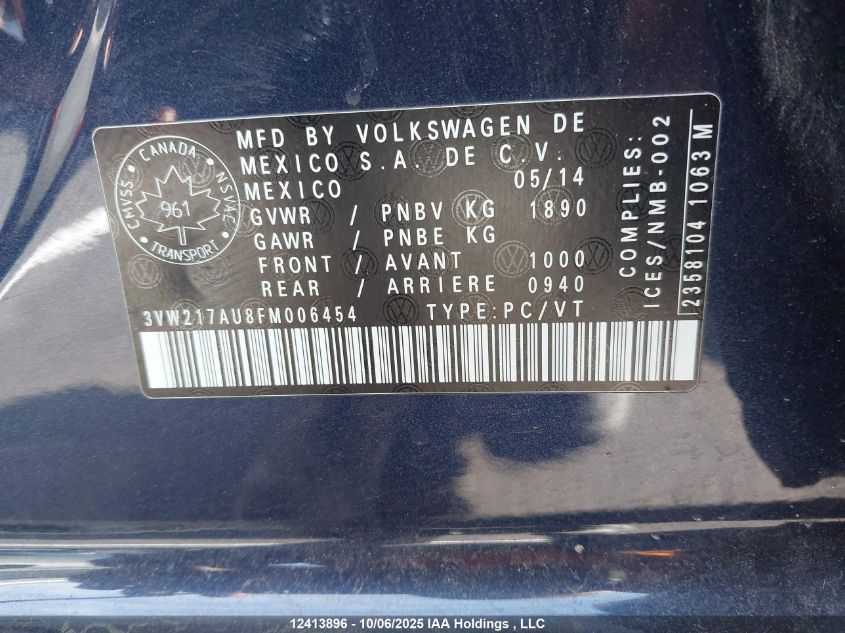 CANADA
CMVSS
NSVAC
961
TRANSPORT
MFD BY VOLKSWAGEN DE
MEXICO S.A. DE C.V.
MEXICO 05/14
GVWR / PNBV KG 1890
GAWR / PNBE KG
FRONT / AVANT 1000
REAR / ARRIERE 0940
3VW217AU8FM006454 TYPE:PC/VT
COMPLIES:
ICES/NMB-002
2358104 1063 M
12413896 - 10/06/2025 IAA Holdings , LLC